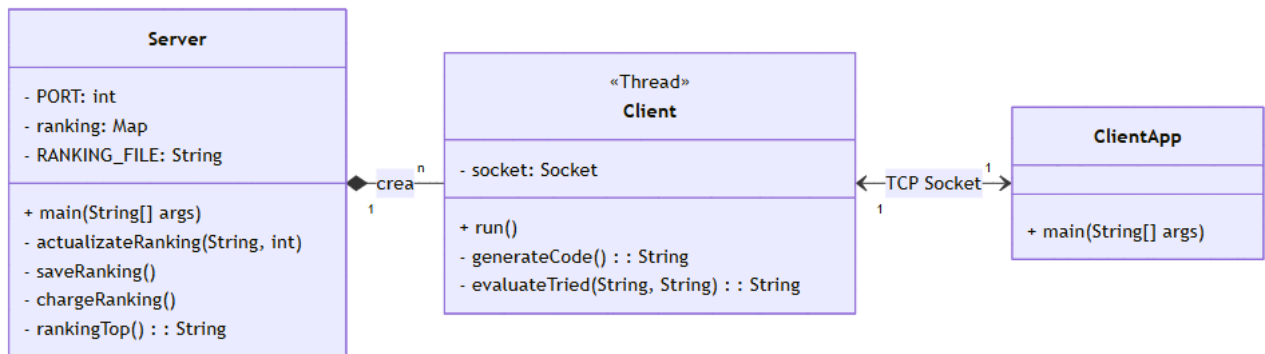 Server
- PORT: int
- ranking: Map
- RANKING_FILE: String
+ main(String[] args)
- actualizateRanking(String, int)
- saveRanking()
- chargeRanking()
- rankingTop() : : String
crea
n
1
«Thread»
Client
- socket: Socket
+ run()
- generateCode() : : String
- evaluateTried(String, String) : : String
TCP Socket
1
1
ClientApp
+ main(String[] args)